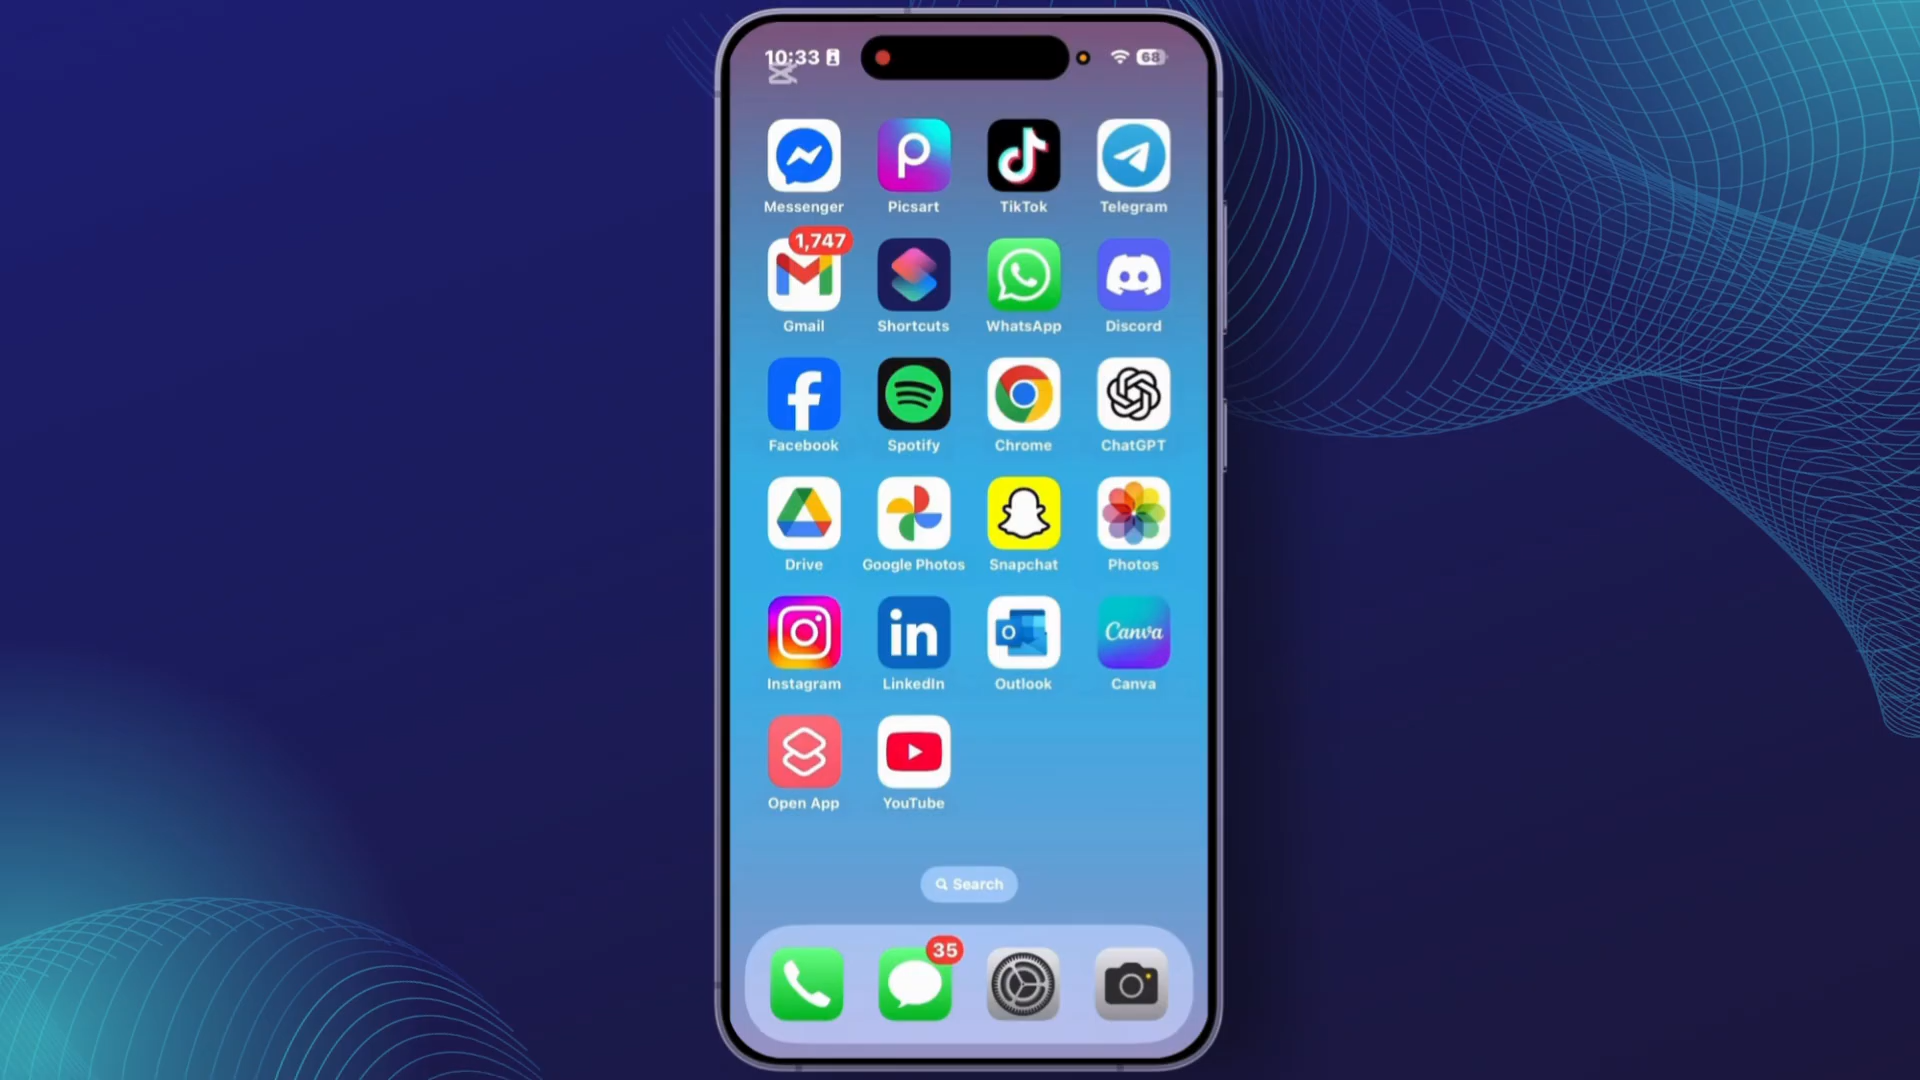 10:33 68
Messenger Picsart TikTok Telegram
1,747
Gmail Shortcuts WhatsApp Discord
Facebook Spotify Chrome ChatGPT
Drive Google Photos Snapchat Photos
in Canva
Instagram LinkedIn Outlook Canva
Open App YouTube
Search
35